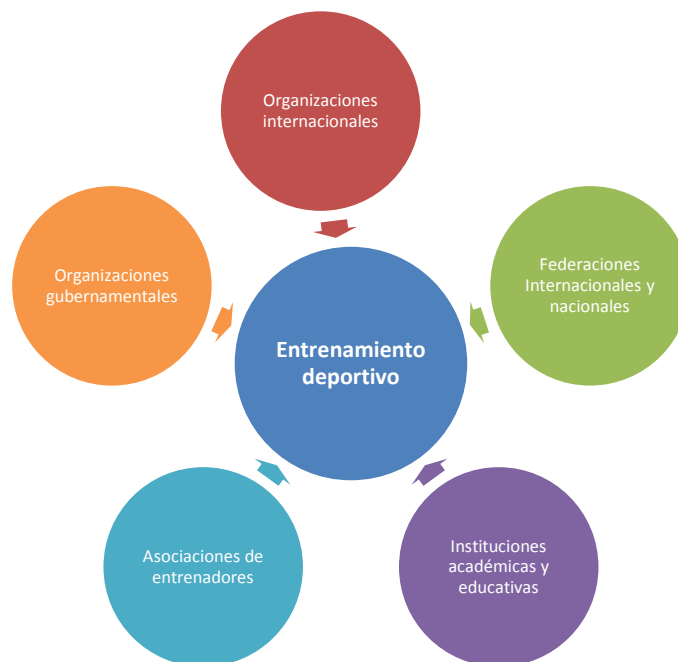 Organizaciones
internacionales
Organizaciones
gubernamentales
Federaciones
Internacionales y
nacionales
Entrenamiento
deportivo
Asociaciones de
entrenadores
Instituciones
académicas y
educativas